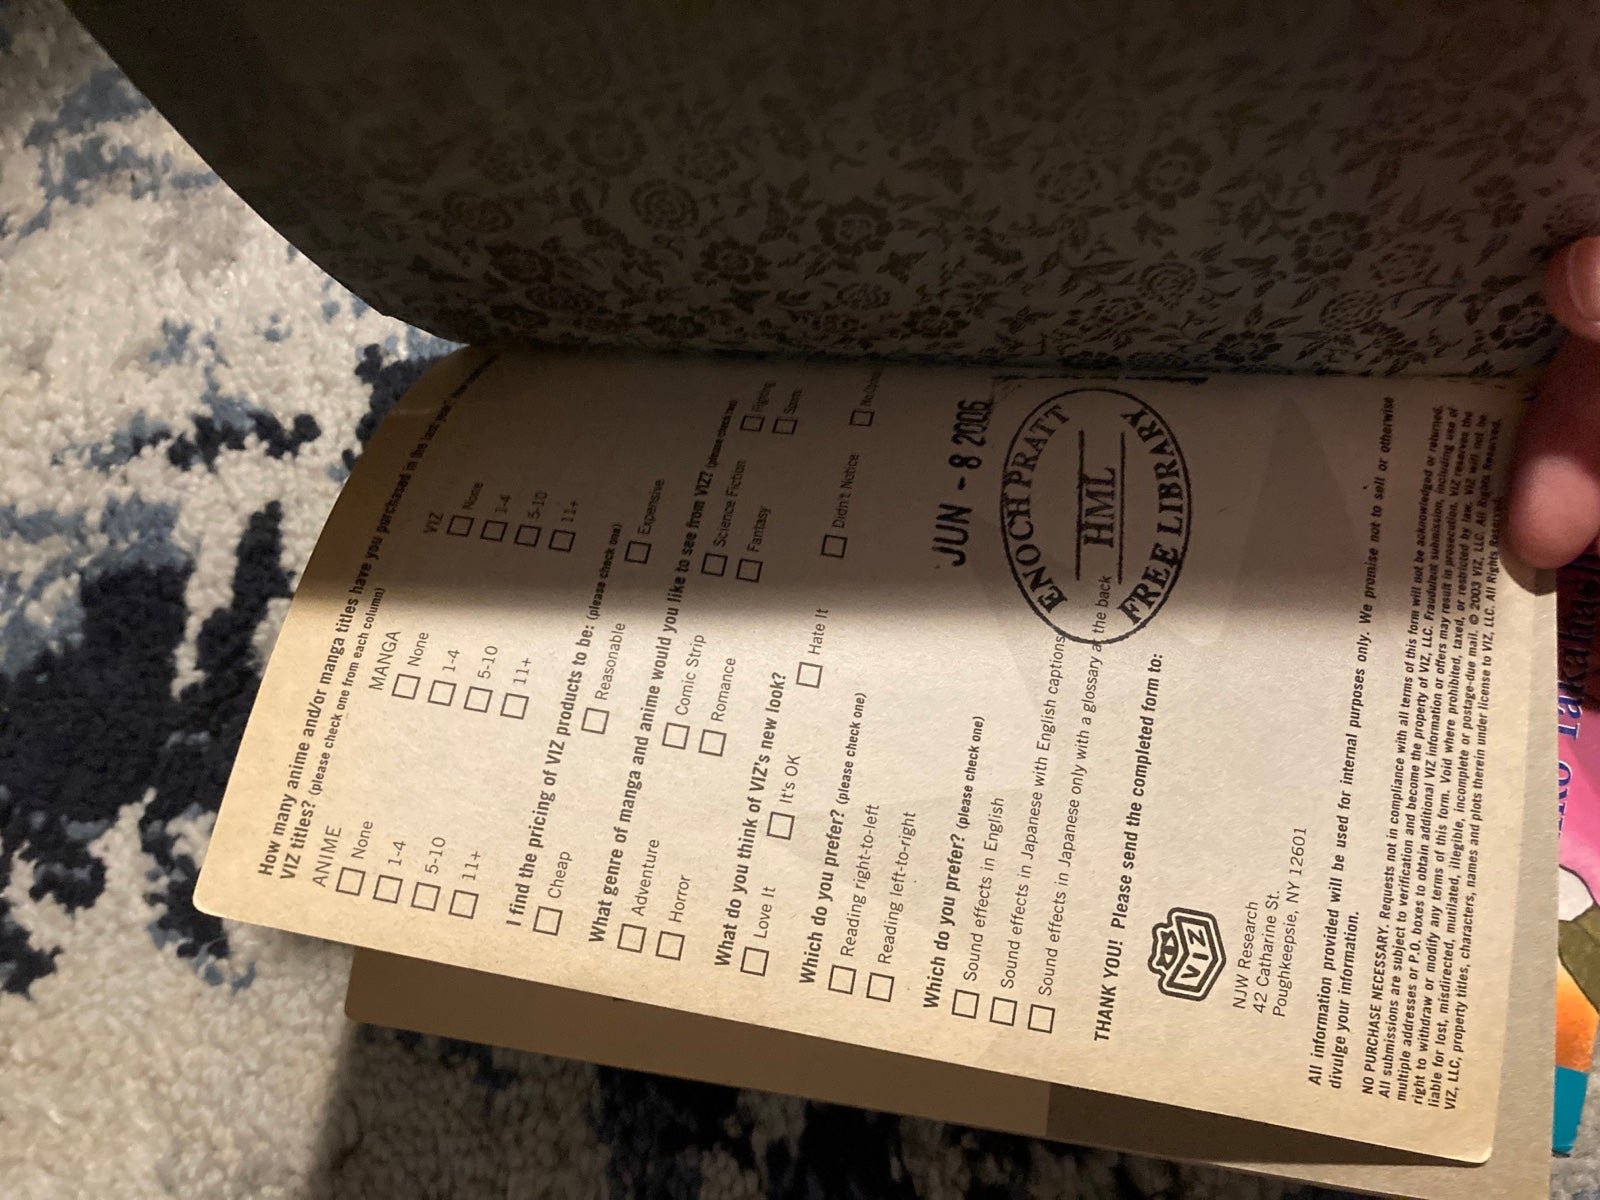 How many anime and/or manga titles have you purchased in the last year?
VIZ titles? (please check one from each column)
ANIME MANGA VIZ
None None None
1-4 1-4 1-4
5-10 5-10 5-10
11+ 11+ 11+
I find the pricing of VIZ products to be: (please check one)
Cheap Reasonable Expensive
What genre of manga and anime would you like to see from VIZ? (please check two)
Adventure Comic Strip Science Fiction Fighting
Horror Romance Fantasy Sports
What do you think of VIZ's new look?
Love It It's OK Hate It Didn't Notice No Opinion
Which do you prefer? (please check one)
Reading right-to-left
Reading left-to-right
Which do you prefer? (please check one)
Sound effects in English
Sound effects in Japanese with English captions
Sound effects in Japanese only with a glossary at the back
JUN - 8 2006
ENOCH PRATT
HML
FREE LIBRARY
THANK YOU! Please send the completed form to:
VIZ
NJW Research
42 Catharine St.
Poughkeepsie, NY 12601
All information provided will be used for internal purposes only. We promise not to sell or otherwise
divulge your information.
NO PURCHASE NECESSARY. Requests not in compliance with all terms of this form will not be acknowledged or returned.
All submissions are subject to verification and become the property of VIZ, LLC. Fraudulent submission, including use of
multiple addresses or P.O. boxes to obtain additional VIZ information or offers may result in prosecution. VIZ reserves the
right to withdraw or modify any terms of this form. Void where prohibited, taxed, or restricted by law. VIZ will not be
liable for lost, misdirected, mutilated, illegible, incomplete or postage-due mail. © 2003 VIZ, LLC. All Rights Reserved.
VIZ, LLC, property titles, characters, names and plots therein under license to VIZ, LLC. All Rights Reserved.